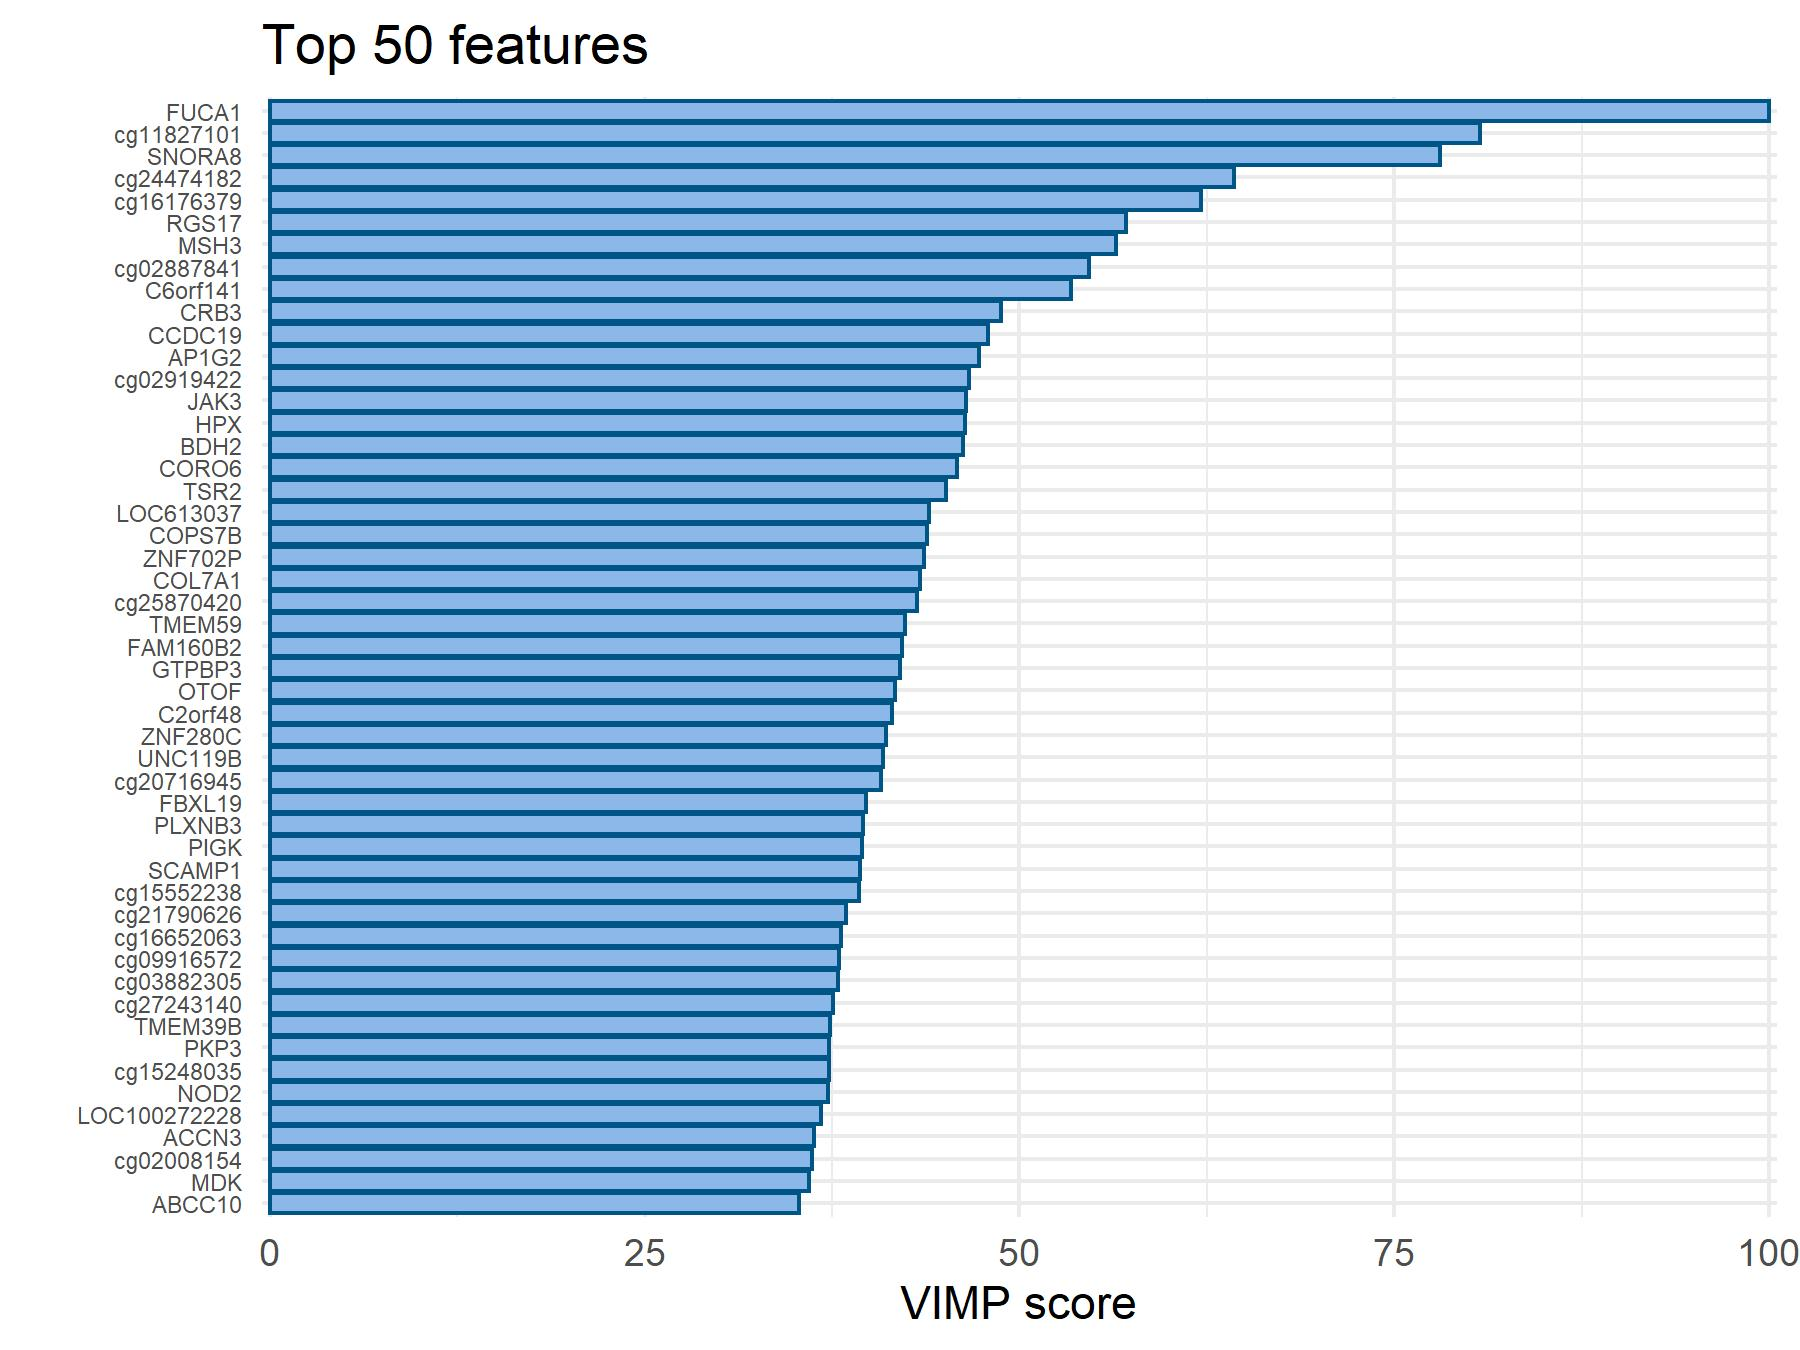 Top 50 features
FUCA1
cg11827101
SNORA8
cg24474182
cg16176379
RGS17
MSH3
cg02887841
C6orf141
CRB3
CCDC19
AP1G2
cg02919422
JAK3
HPX
BDH2
CORO6
TSR2
LOC613037
COPS7B
ZNF702P
COL7A1
cg25870420
TMEM59
FAM160B2
GTPBP3
OTOF
C2orf48
ZNF280C
UNC119B
cg20716945
FBXL19
PLXNB3
PIGK
SCAMP1
cg15552238
cg21790626
cg16652063
cg09916572
cg03882305
cg27243140
TMEM39B
PKP3
cg15248035
NOD2
LOC100272228
ACCN3
cg02008154
MDK
ABCC10
0 25 50 75 100
VIMP score